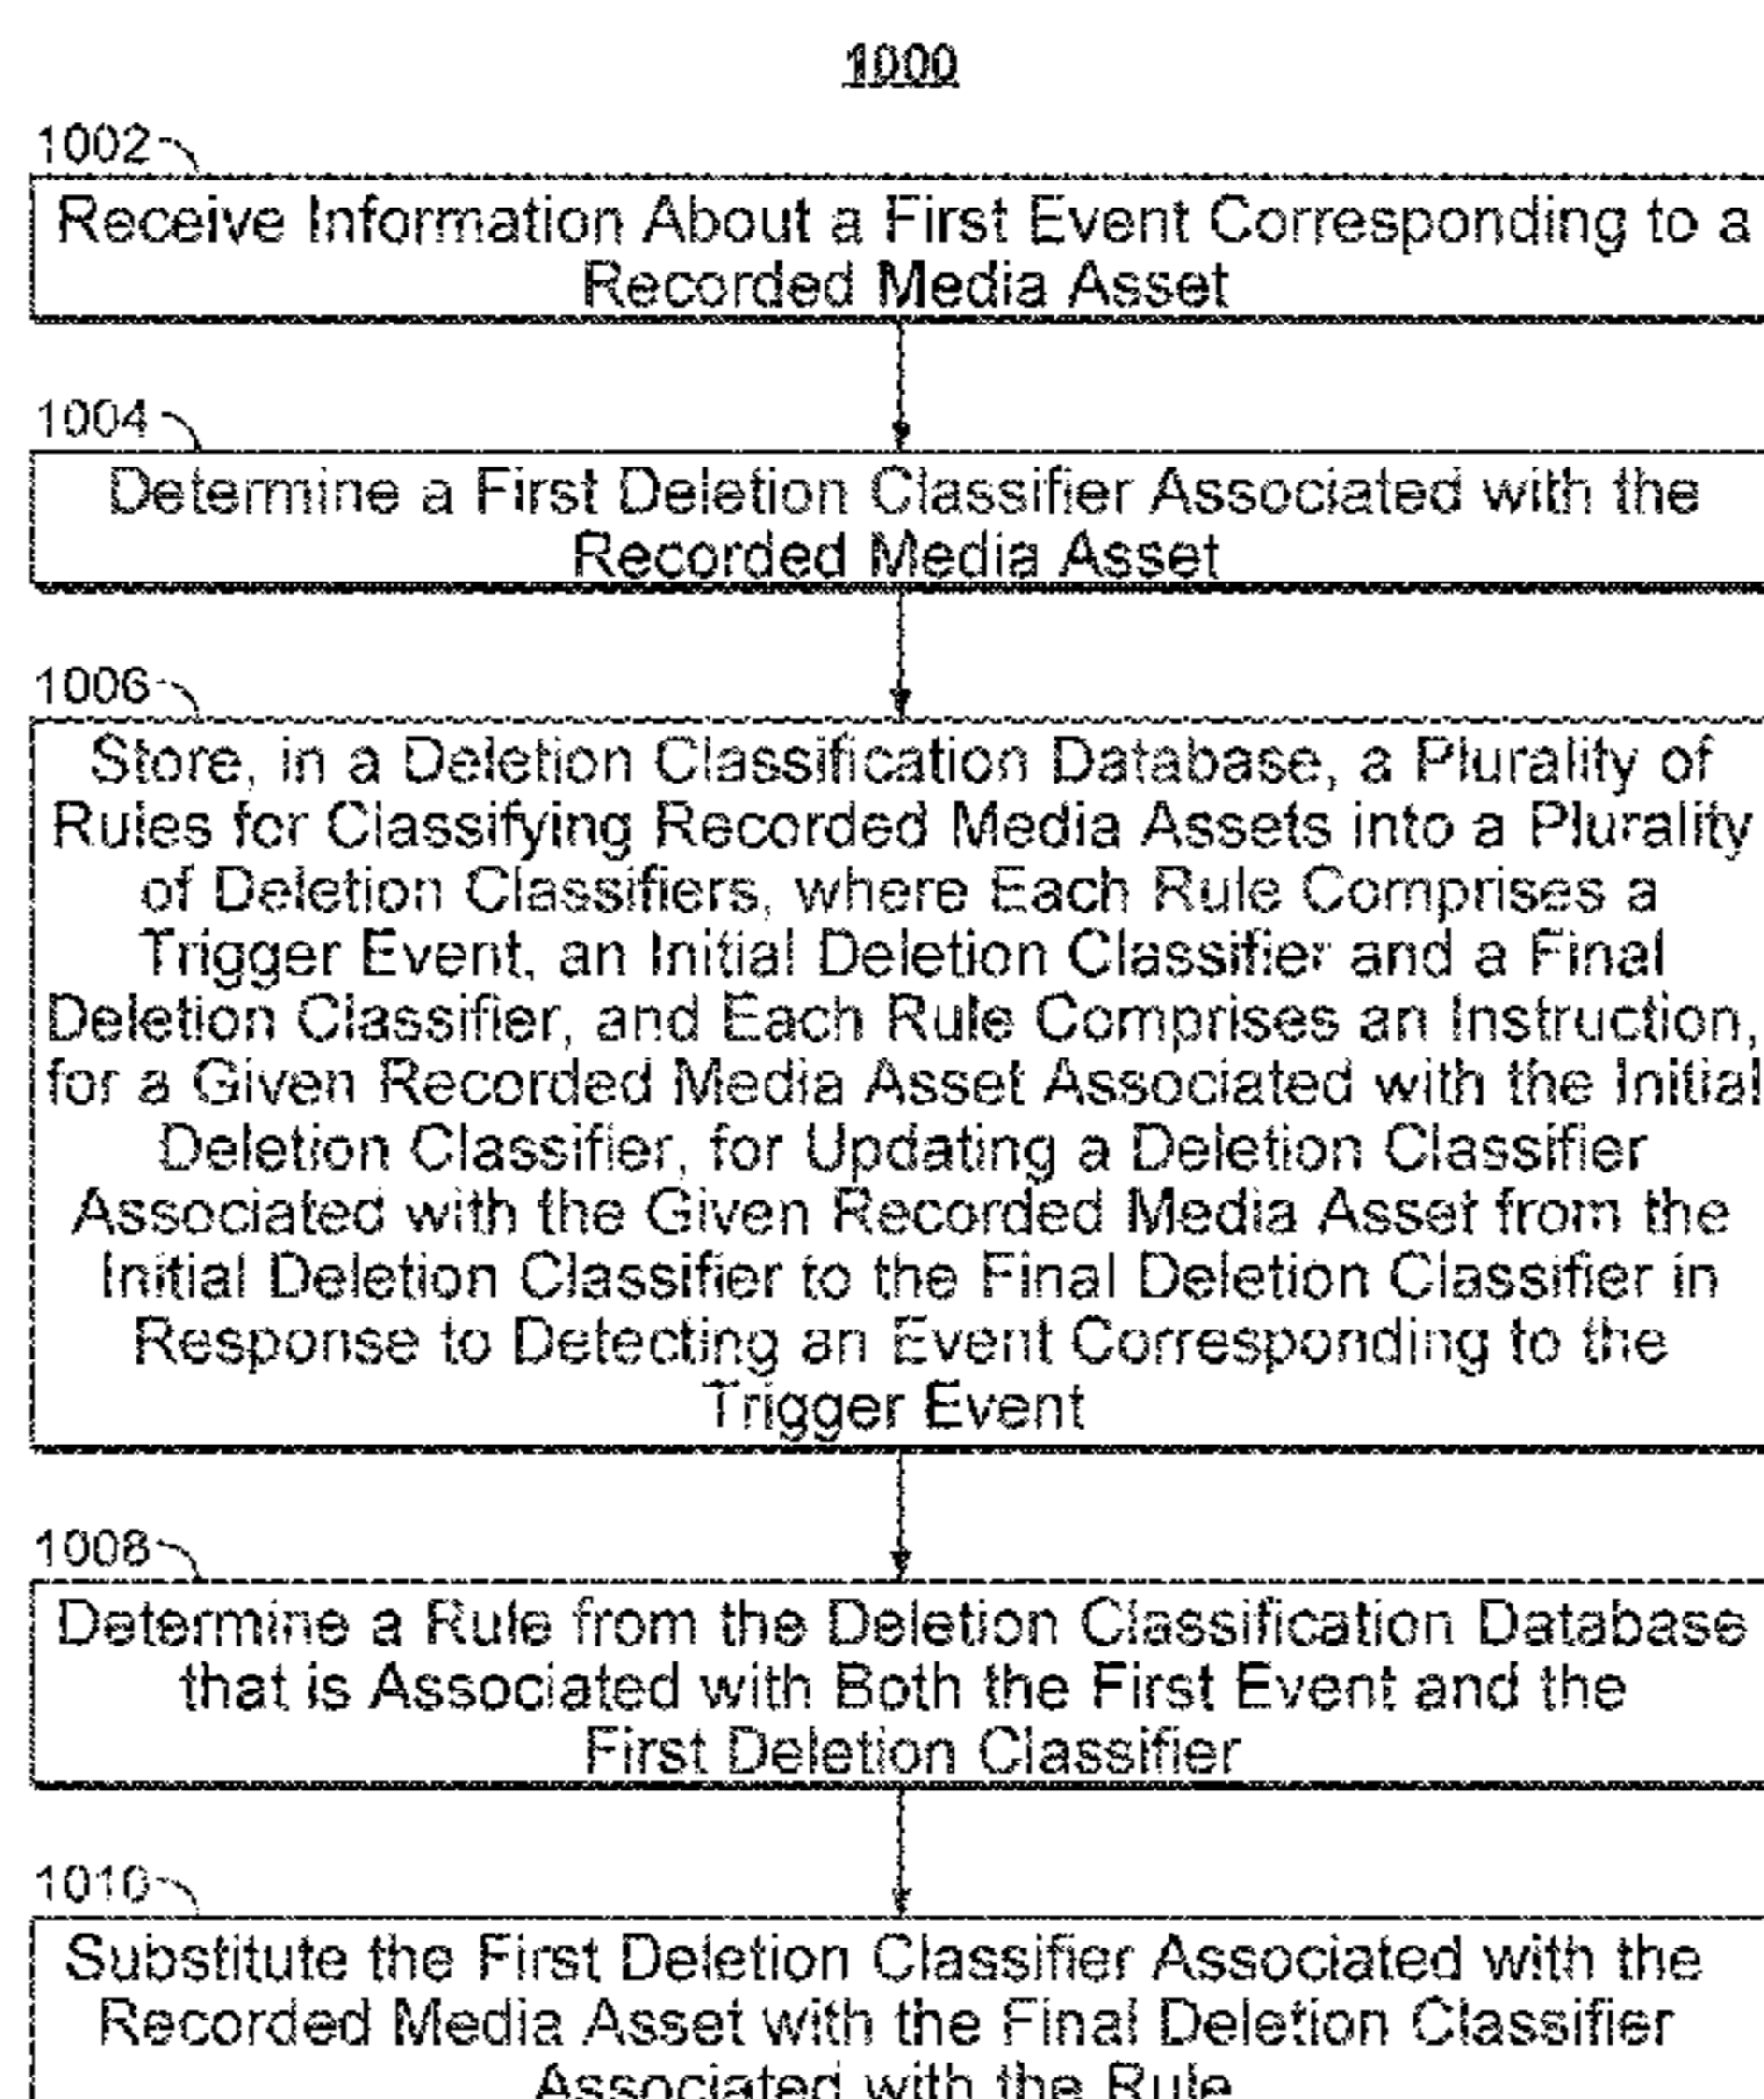 1000
1002
Receive Information About a First Event Corresponding to a
Recorded Media Asset
1004
Determine a First Deletion Classifier Associated with the
Recorded Media Asset
1006
Store, in a Deletion Classification Database, a Plurality of
Rules for Classifying Recorded Media Assets into a Plurality
of Deletion Classifiers, where Each Rule Comprises a
Trigger Event, an Initial Deletion Classifier and a Final
Deletion Classifier, and Each Rule Comprises an Instruction,
for a Given Recorded Media Asset Associated with the Initial
Deletion Classifier, for Updating a Deletion Classifier
Associated with the Given Recorded Media Asset from the
Initial Deletion Classifier to the Final Deletion Classifier in
Response to Detecting an Event Corresponding to the
Trigger Event
1008
Determine a Rule from the Deletion Classification Database
that is Associated with Both the First Event and the
First Deletion Classifier
1010
Substitute the First Deletion Classifier Associated with the
Recorded Media Asset with the Final Deletion Classifier
Associated with the Rule